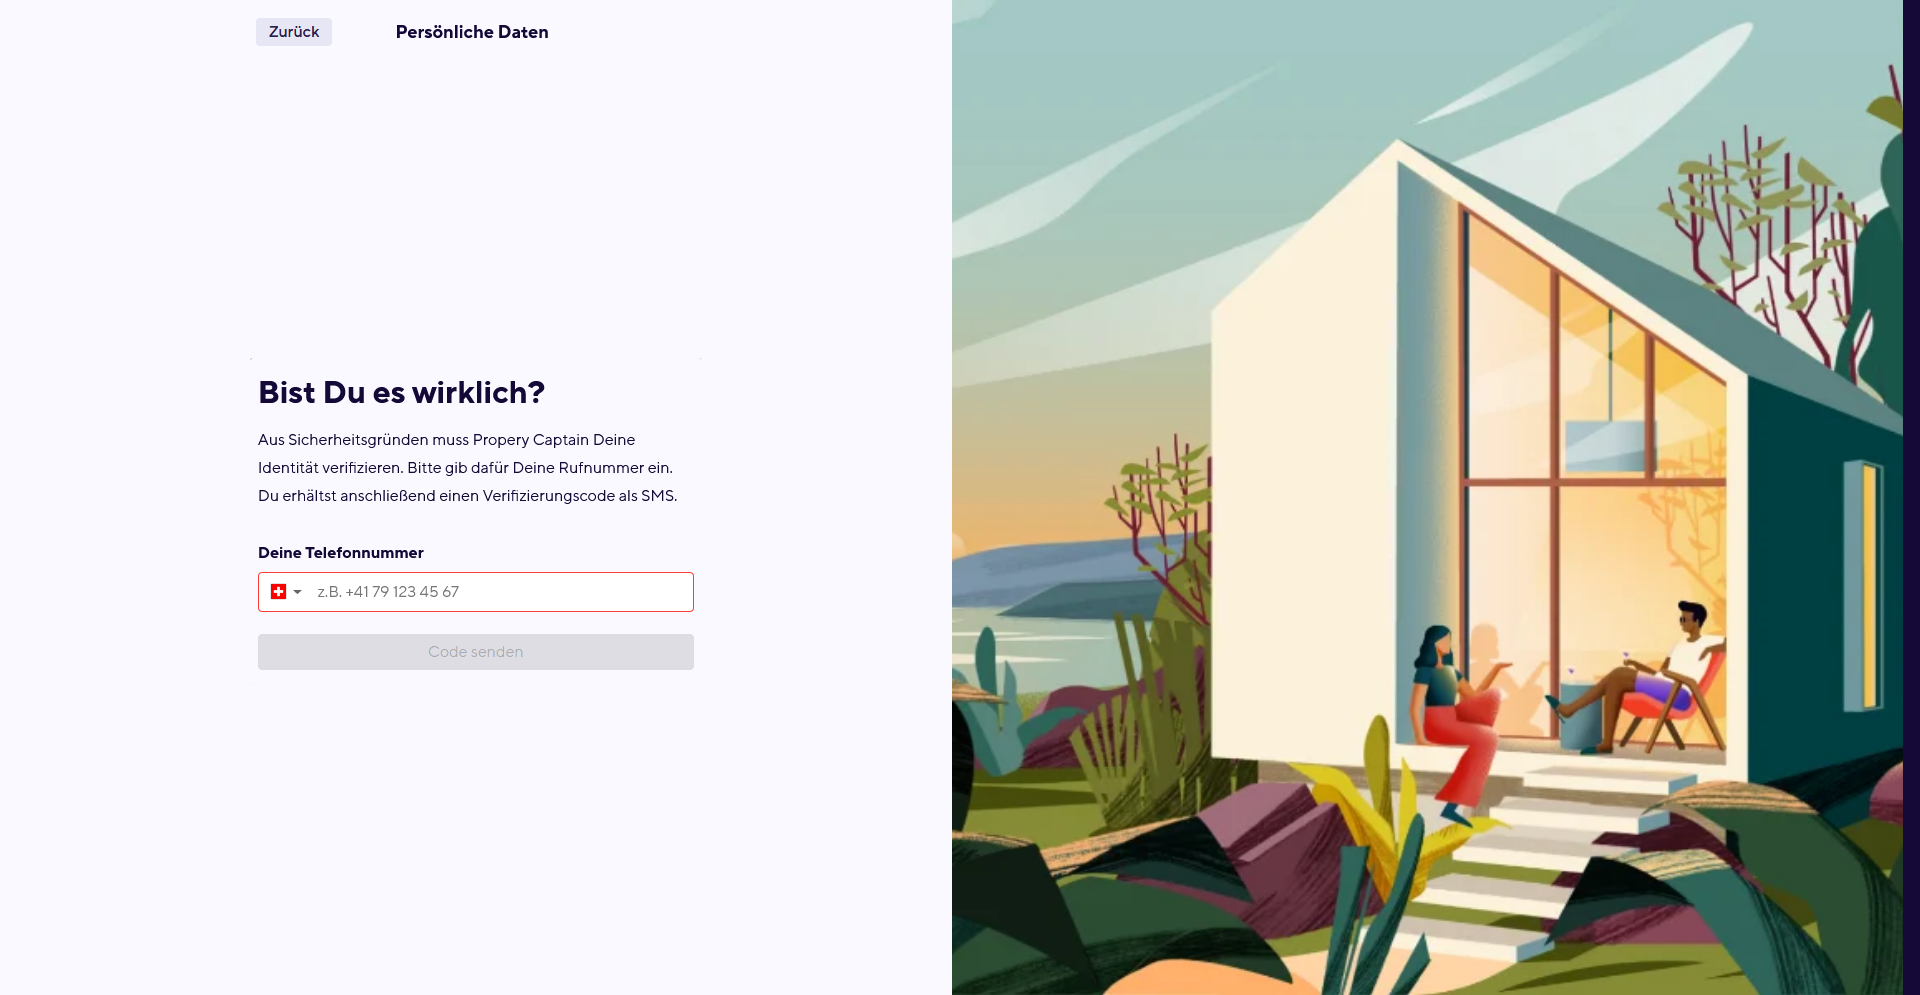 Zurück
Persönliche Daten
Bist Du es wirklich?
Aus Sicherheitsgründen muss Propery Captain Deine
Identität verifizieren. Bitte gib dafür Deine Rufnummer ein.
Du erhältst anschließend einen Verifizierungscode als SMS.
Deine Telefonnummer
z.B. +41 79 123 45 67
Code senden